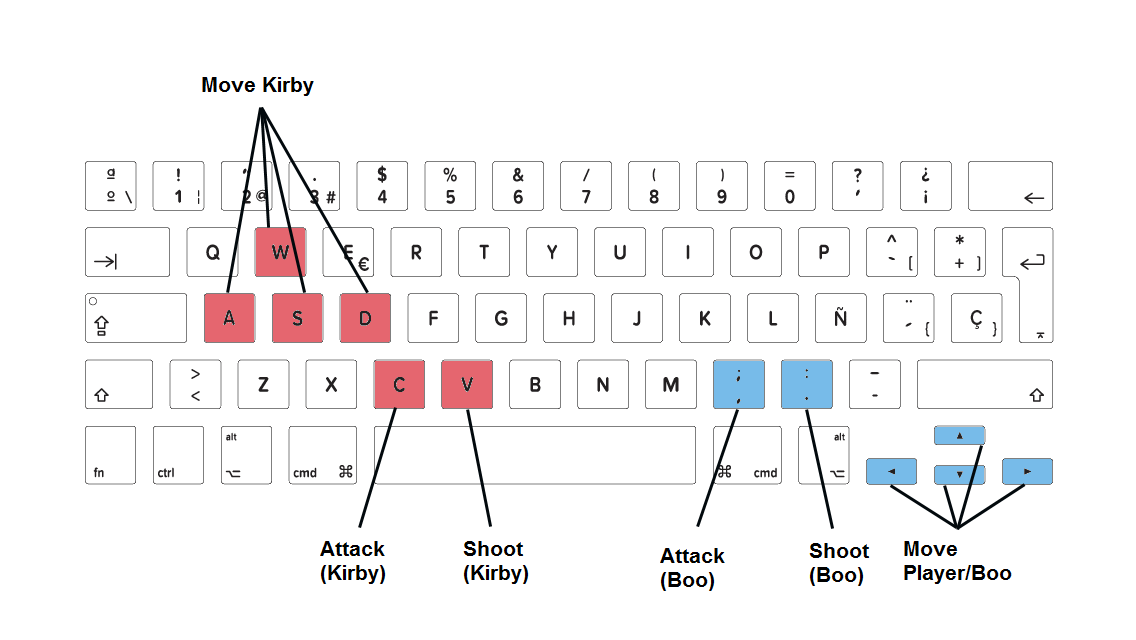 Move Kirby
ª º \ ! 1 ¦ 2 @ · 3 # $ 4 % 5 & 6 / 7 ( 8 ) 9 = 0 ? ' ¿ ¡ ←
→| Q W E € R T Y U I O P ^ ` [ * + ]
A S D F G H J K L Ñ ¨ ´ { Ç }
> < Z X C V B N M ; , : . _ -
fn ctrl alt ⌥ cmd ⌘ ⌘ cmd alt ⌥ ◄ ▲ ▼ ►
Attack
(Kirby)
Shoot
(Kirby)
Attack
(Boo)
Shoot
(Boo)
Move
Player/Boo